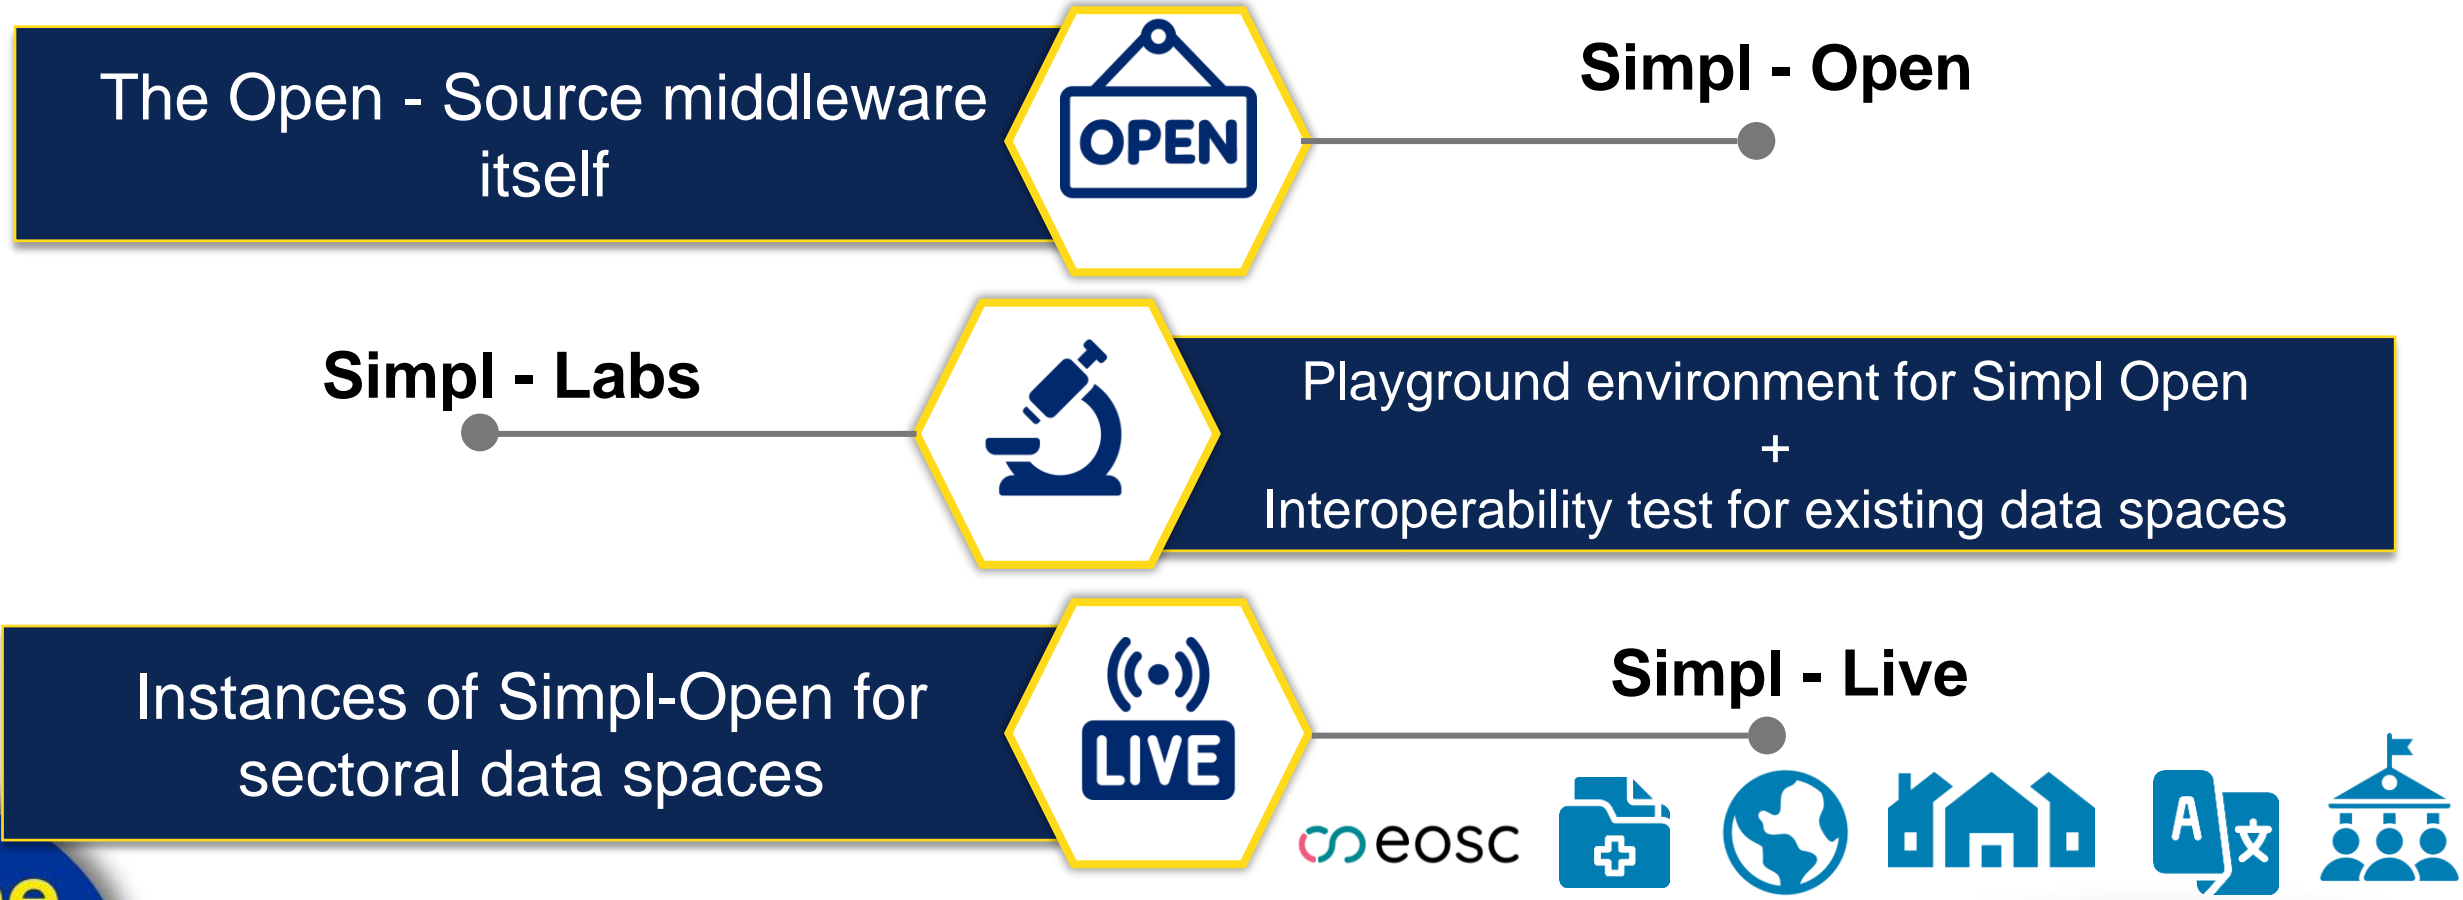 The Open - Source middleware
itself
OPEN
Simpl - Open
Simpl - Labs
Playground environment for Simpl Open
+
Interoperability test for existing data spaces
Instances of Simpl-Open for
sectoral data spaces
LIVE
Simpl - Live
eosc
A
文